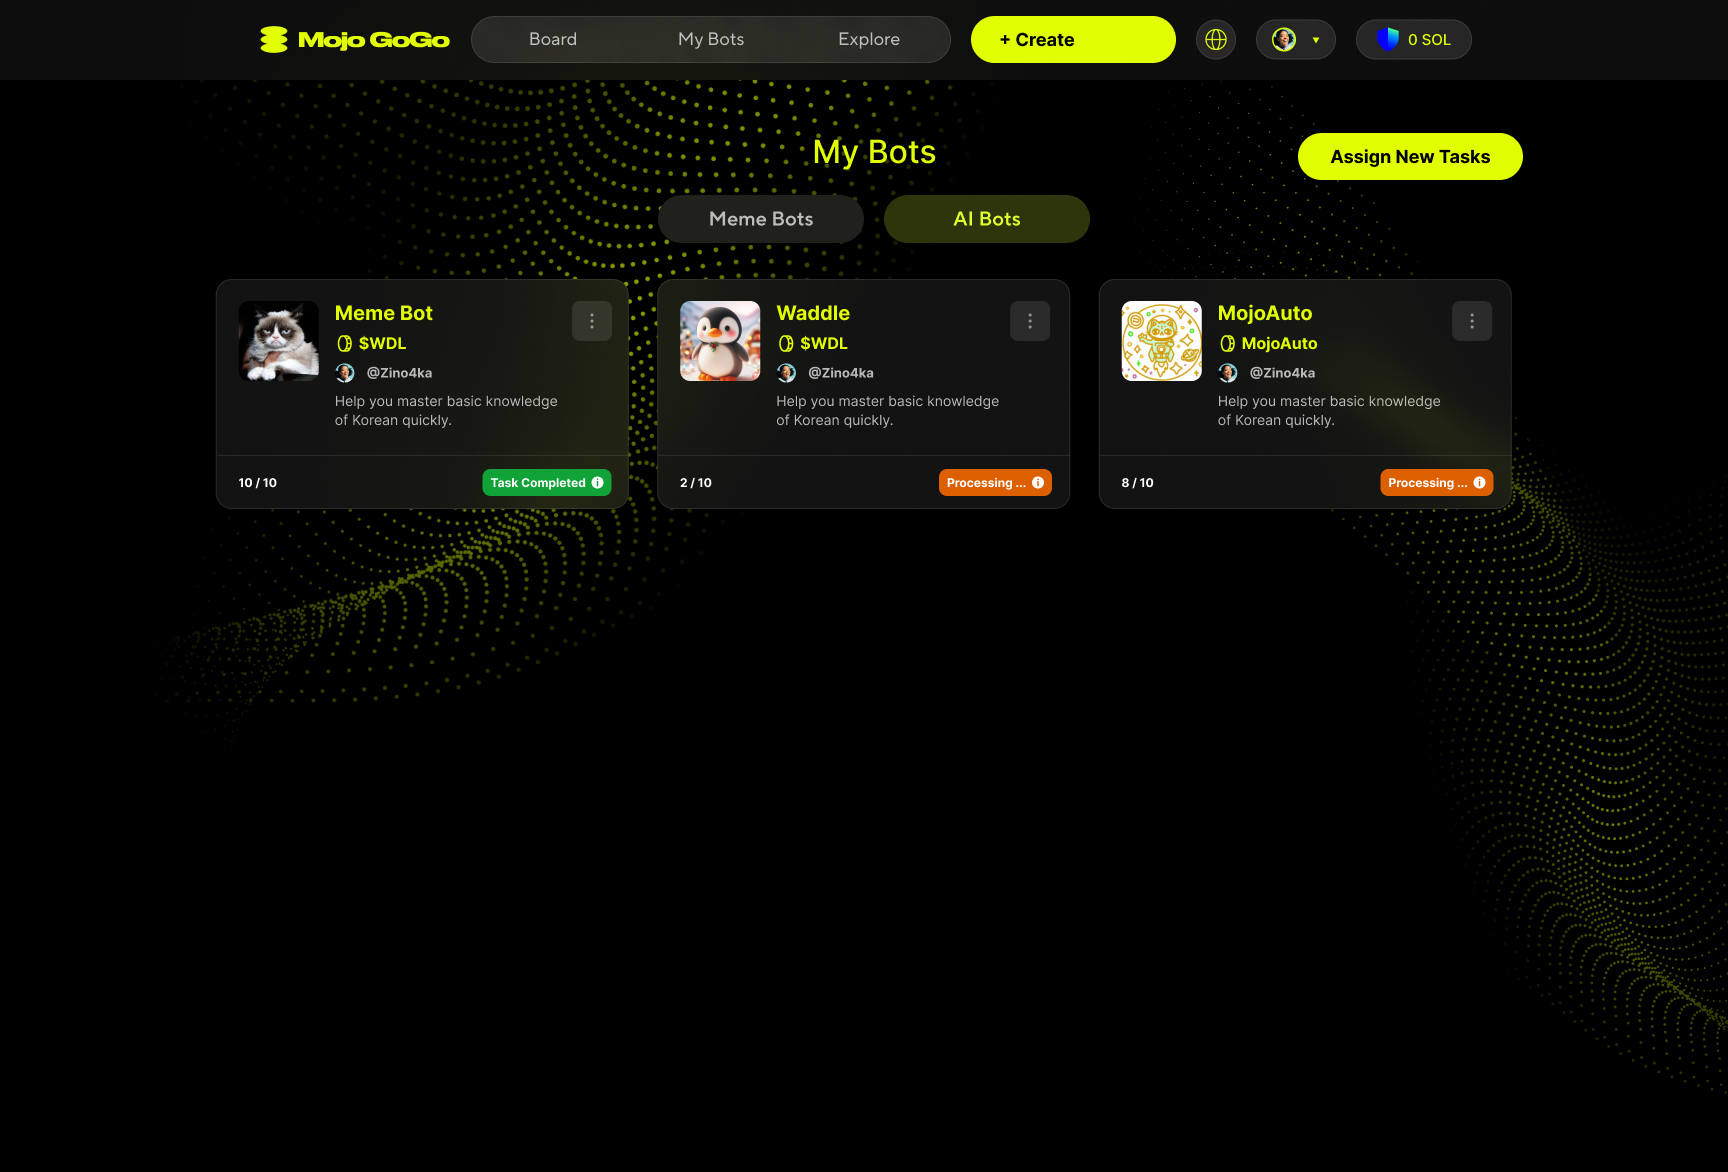 Mojo GoGo
Board
My Bots
Explore
+ Create
0 SOL
My Bots
Assign New Tasks
Meme Bots
AI Bots
Meme Bot
$WDL
@Zino4ka
Help you master basic knowledge
of Korean quickly.
10 / 10
Task Completed
Waddle
$WDL
@Zino4ka
Help you master basic knowledge
of Korean quickly.
2 / 10
Processing ...
MojoAuto
MojoAuto
@Zino4ka
Help you master basic knowledge
of Korean quickly.
8 / 10
Processing ...